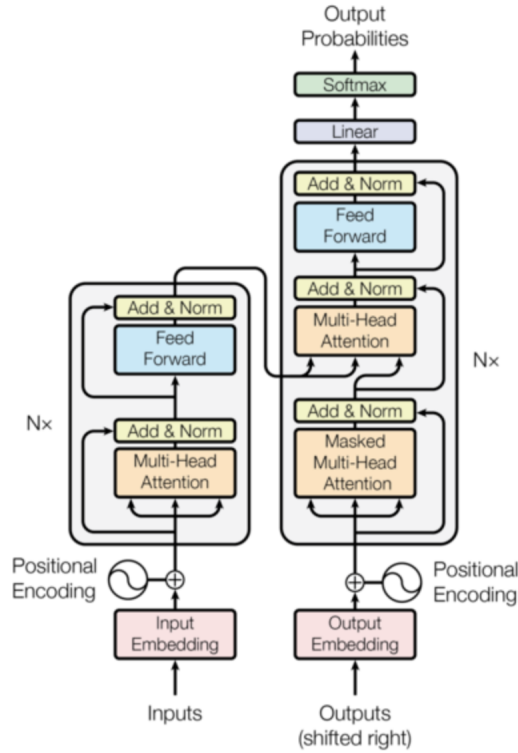 Output
Probabilities
Softmax
Linear
Add & Norm
Feed
Forward
Add & Norm
Multi-Head
Attention
Add & Norm
Masked
Multi-Head
Attention
N×
Add & Norm
Feed
Forward
Add & Norm
Multi-Head
Attention
N×
Positional
Encoding
Positional
Encoding
Input
Embedding
Output
Embedding
Inputs
Outputs
(shifted right)